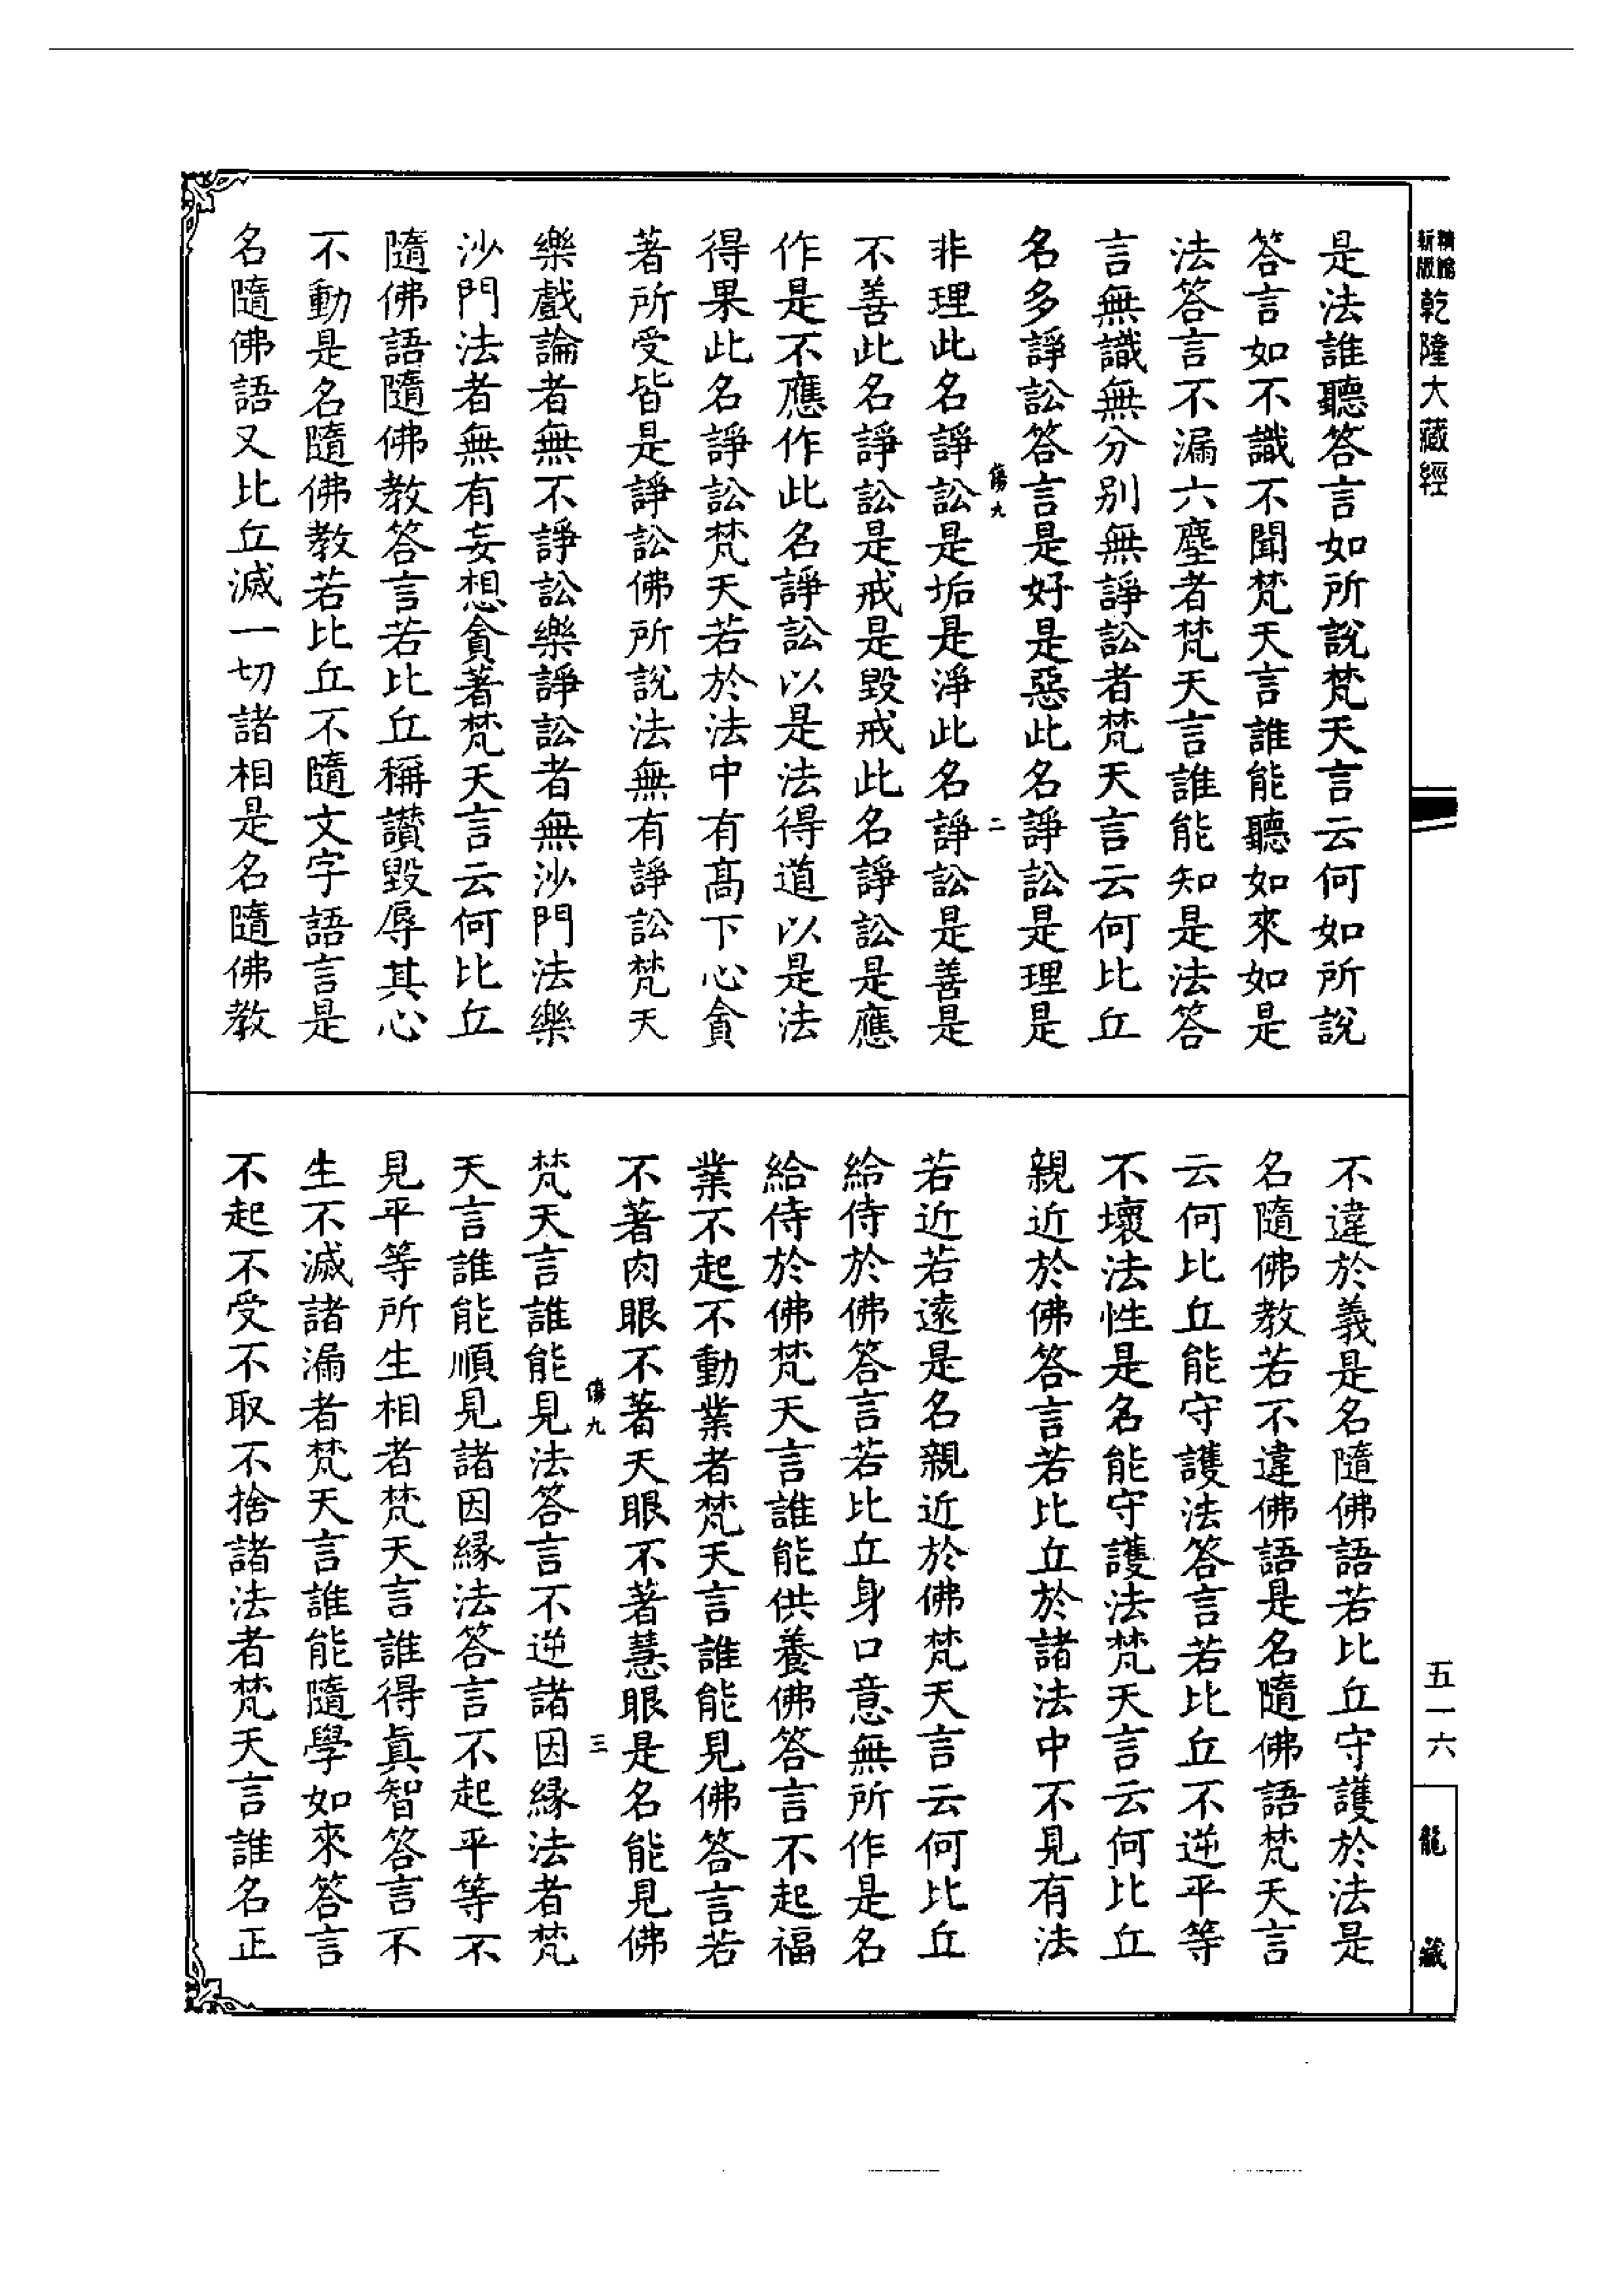 新版
精縮
乾隆大藏經
是法誰聽答言如所說梵天言云何如所說
答言如不識不聞梵天言誰能聽如來如是
法答言不漏六塵者梵天言誰能知是法答
言無識無分別無諍訟者梵天言云何比丘
名多諍訟答言是好是惡此名諍訟是理是
傷九
二
非理此名諍訟是垢是淨此名諍訟是善是
不善此名諍訟是戒是毀戒此名諍訟是應
作是不應作此名諍訟以是法得道以是法
得果此名諍訟梵天若於法中有高下心貪
著所受皆是諍訟佛所說法無有諍訟梵天
樂戲論者無不諍訟樂諍訟者無沙門法樂
沙門法者無有妄想貪著梵天言云何比丘
隨佛語隨佛教答言若比丘稱讚毀辱其心
不動是名隨佛教若比丘不隨文字語言是
名隨佛語又比丘滅一切諸相是名隨佛教
不違於義是名隨佛語若比丘守護於法是
名隨佛教若不違佛語是名隨佛語梵天言
云何比丘能守護法答言若比丘不逆平等
不壞法性是名能守護法梵天言云何比丘
親近於佛答言若比丘於諸法中不見有法
若近若遠是名親近於佛梵天言云何比丘
給侍於佛答言若比丘身口意無所作是名
給侍於佛梵天言誰能供養佛答言不起福
業不起不動業者梵天言誰能見佛答言若
不著肉眼不著天眼不著慧眼是名能見佛
傷九
三
梵天言誰能見法答言不逆諸因緣法者梵
天言誰能順見諸因緣法答言不起平等不
見平等所生相者梵天言誰得真智答言不
生不滅諸漏者梵天言誰能隨學如來答言
不起不受不取不捨諸法者梵天言誰名正
五一六
龍藏